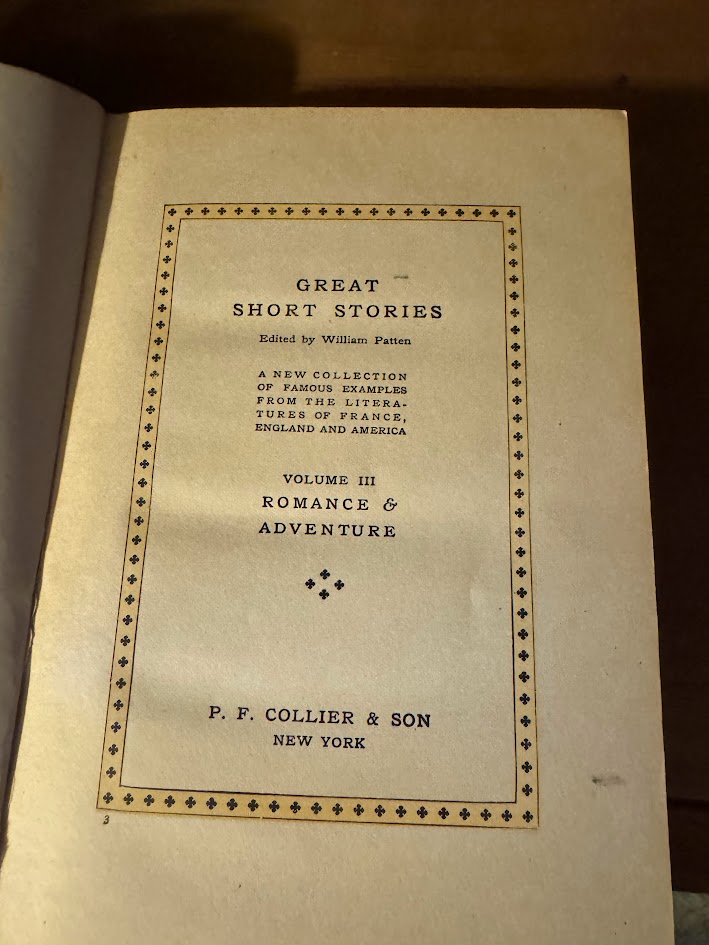 GREAT
SHORT STORIES
Edited by William Patten
A NEW COLLECTION
OF FAMOUS EXAMPLES
FROM THE LITERA-
TURES OF FRANCE,
ENGLAND AND AMERICA
VOLUME III
ROMANCE &
ADVENTURE
P. F. COLLIER & SON
NEW YORK
3